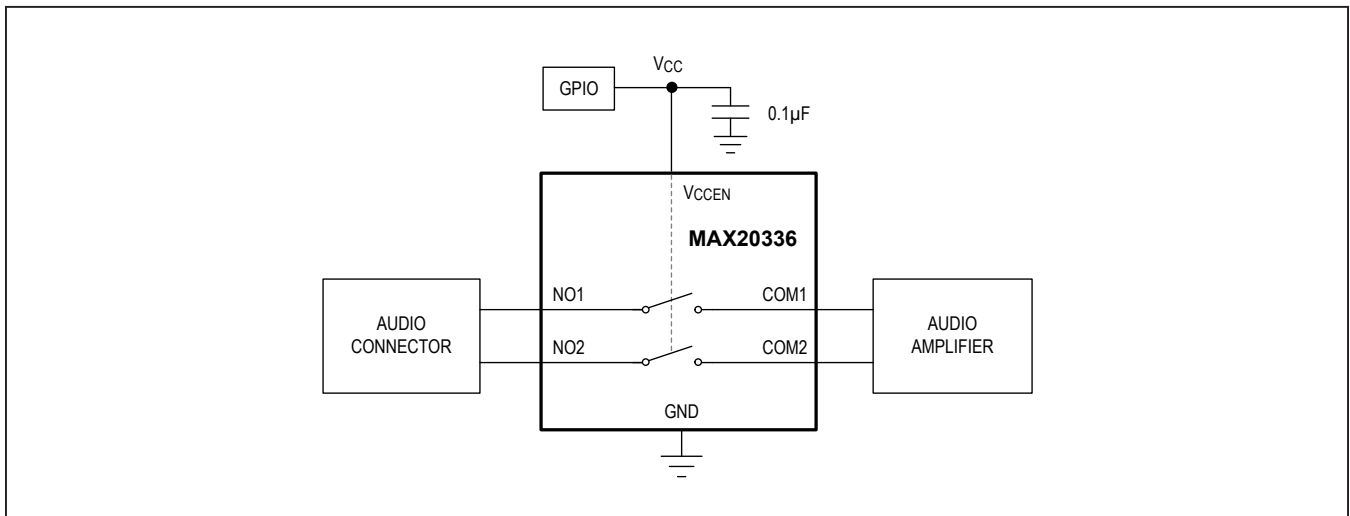 VCC
GPIO
0.1µF
VCCEN
MAX20336
NO1
COM1
AUDIO
CONNECTOR
AUDIO
AMPLIFIER
NO2
COM2
GND